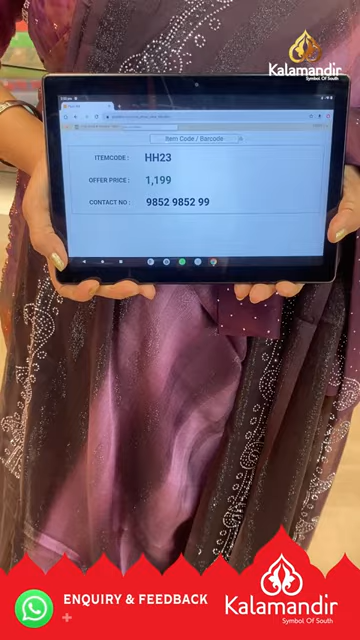 Kalamandir
Symbol Of South
Item Code / Barcode
ITEMCODE : HH23
OFFER PRICE : 1,199
CONTACT NO : 9852 9852 99
ENQUIRY & FEEDBACK
Kalamandir
Symbol Of South